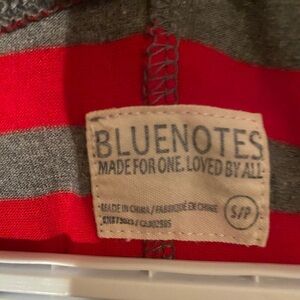 BLUENOTES
MADE FOR ONE. LOVED BY ALL
MADE IN CHINA / FABRIQUÉ EN CHINE
S/P